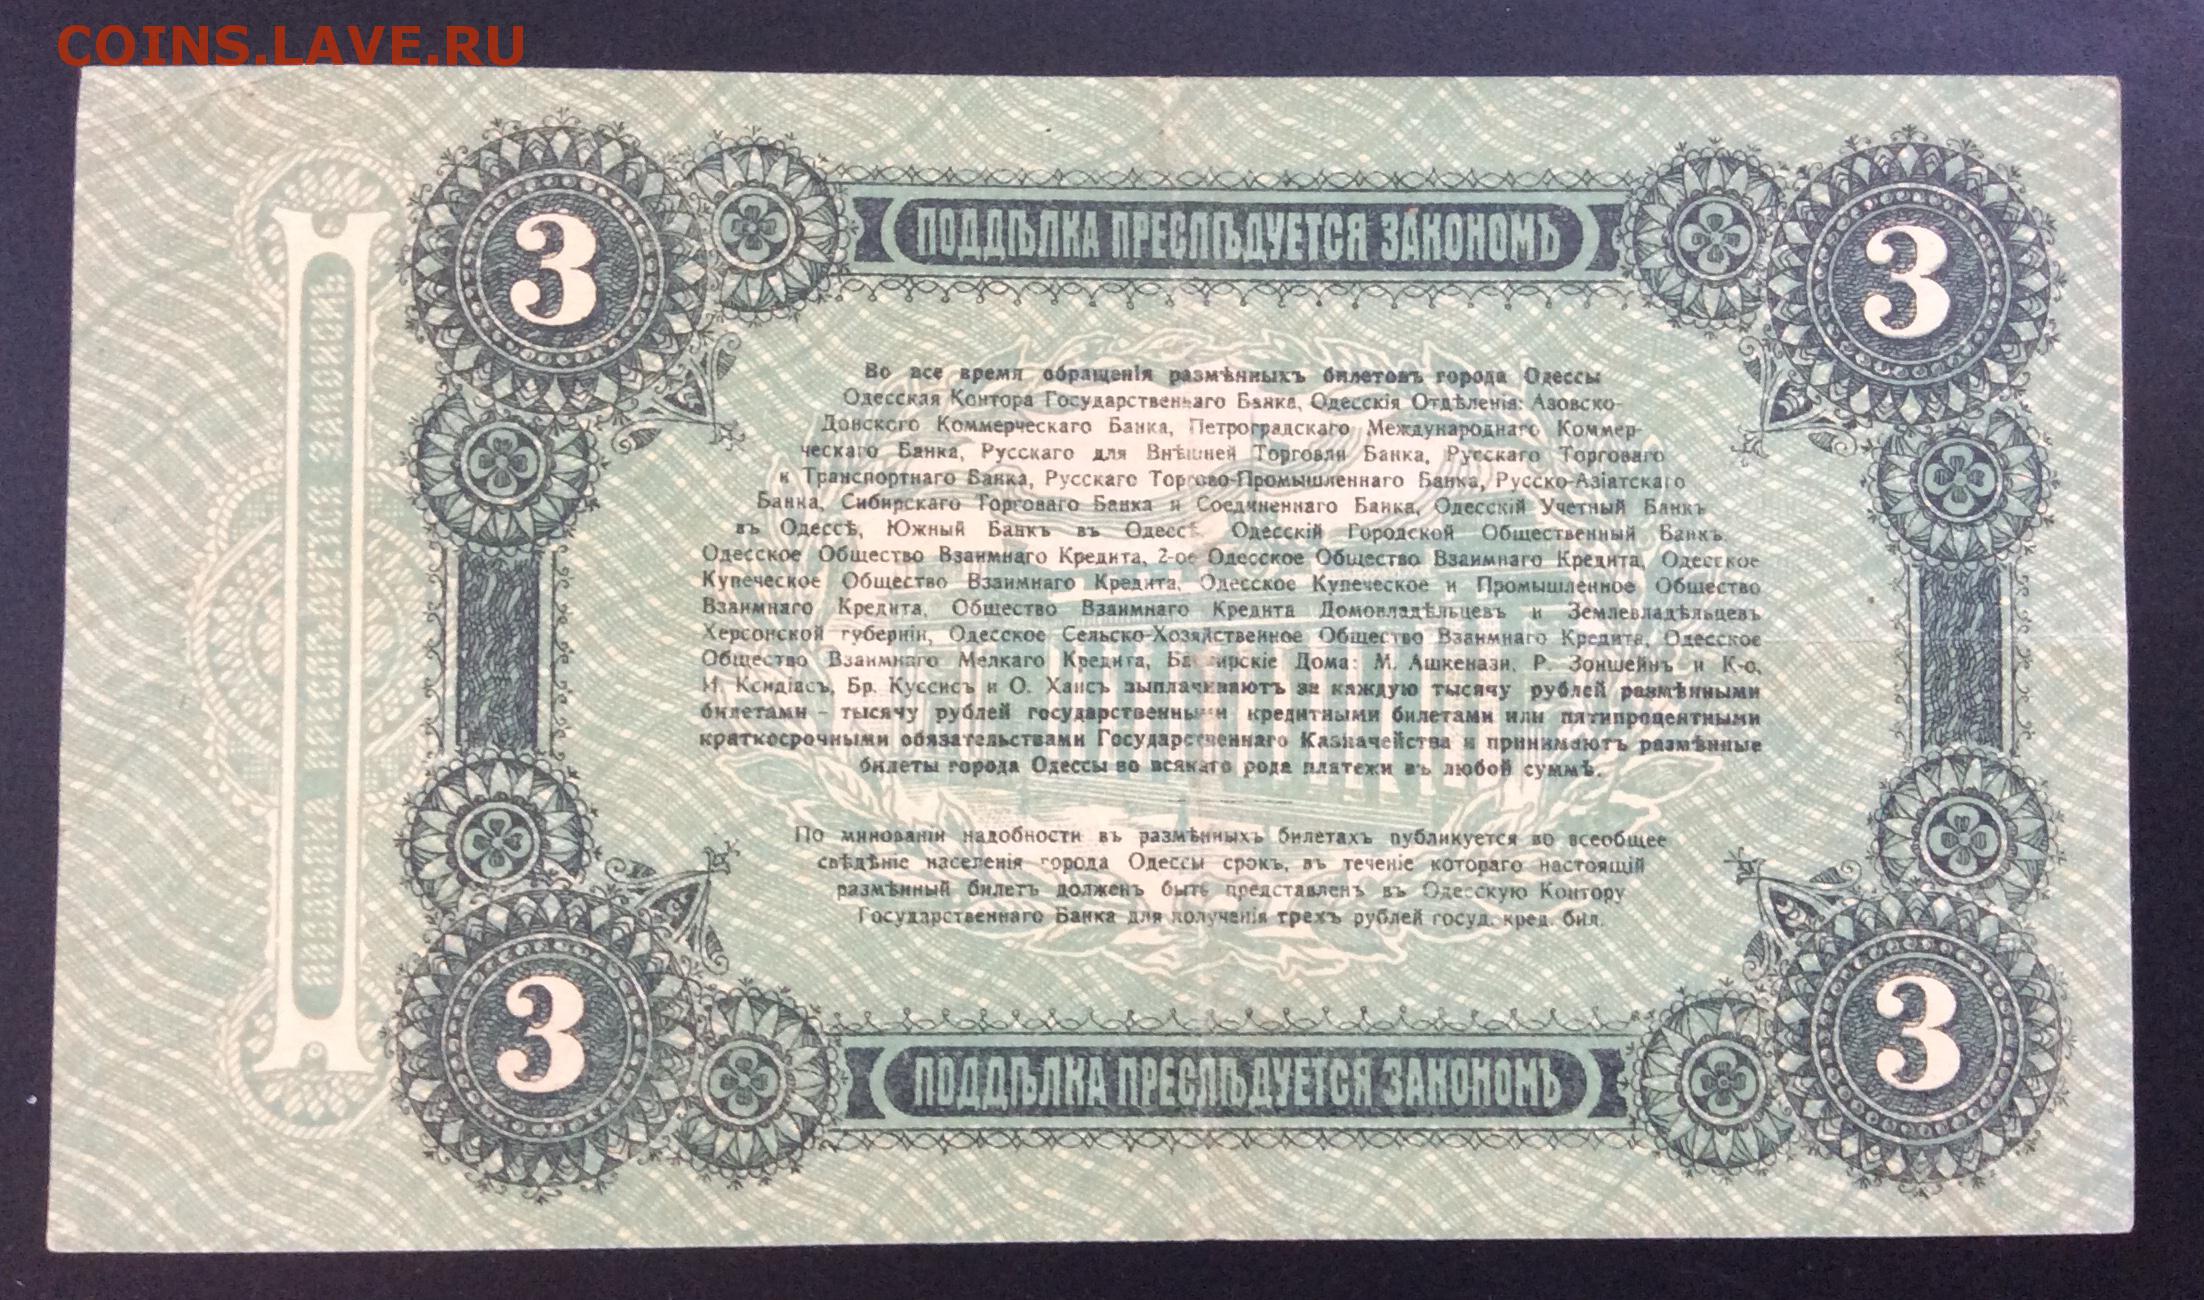 COINS.LAVE.RU
ПОДДѢЛКА ПРЕСЛѢДУЕТСЯ ЗАКОНОМЪ
3
3
Во все время обращенія размѣнныхъ билетовъ города Одессы
Одесская Контора Государственнаго Банка, Одесскія Отдѣленія: Азовско-
Донского Коммерческаго Банка, Петроградскаго Международнаго Коммер-
ческаго Банка, Русскаго для Внѣшней Торговли Банка, Русскаго Торговаго
и Транспортнаго Банка, Русскаго Торгово-Промышленнаго Банка, Русско-Азіатскаго
Банка, Сибирскаго Торговаго Банка и Соединеннаго Банка, Одесскій Учетный Банкъ
въ Одессѣ, Южный Банкъ въ Одессѣ, Одесскій Городской Общественный Банкъ,
Одесское Общество Взаимнаго Кредита, 2-ое Одесское Общество Взаимнаго Кредита, Одесское
Купеческое Общество Взаимнаго Кредита, Одесское Купеческое и Промышленное Общество
Взаимнаго Кредита, Общество Взаимнаго Кредита Домовладѣльцевъ и Землевладѣльцевъ
Херсонской губерніи, Одесское Сельско-Хозяйственное Общество Взаимнаго Кредита, Одесское
Общество Взаимнаго Мелкаго Кредита, Банкирскіе Дома: М. Ашкенази, Р. Зоншейнъ и К-о,
И. Ксидіасъ, Бр. Куссисъ и О. Хаисъ выплачиваютъ за каждую тысячу рублей размѣнными
билетами – тысячу рублей государственными кредитными билетами или пятипроцентными
краткосрочными обязательствами Государственнаго Казначейства и принимаютъ размѣнные
билеты города Одессы во всякаго рода платежи въ любой суммѣ.
По минованіи надобности въ размѣнныхъ билетахъ публикуется во всеобщее
свѣдѣніе населенія города Одессы срокъ, въ теченіе котораго настоящій
размѣнный билетъ долженъ быть представленъ въ Одесскую Контору
Государственнаго Банка для полученія трехъ рублей госуд. кред. бил.
3
3
ПОДДѢЛКА ПРЕСЛѢДУЕТСЯ ЗАКОНОМЪ